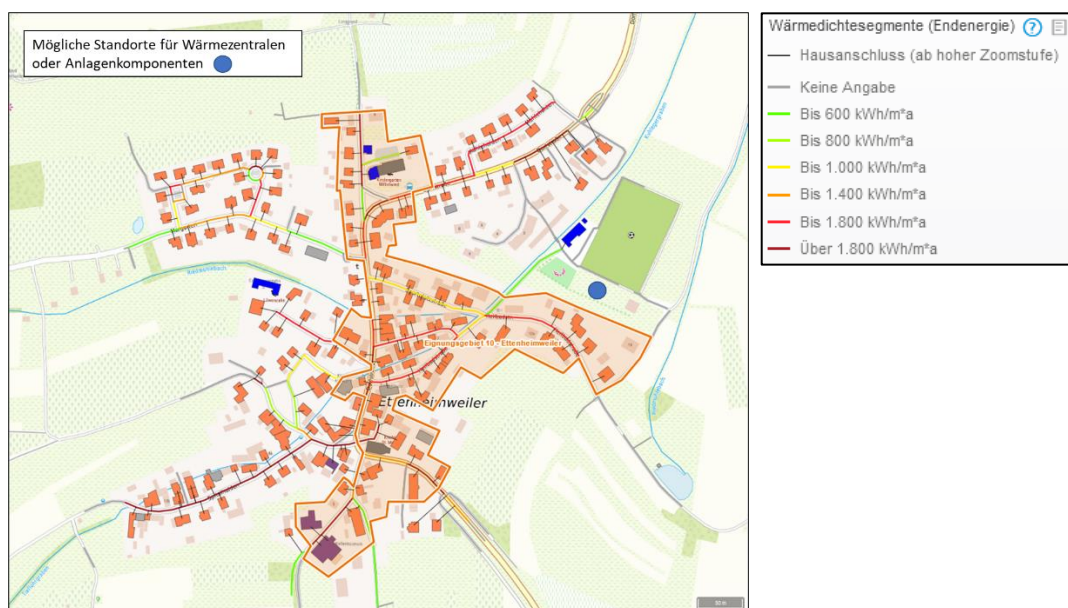 Mögliche Standorte für Wärmezentralen
oder Anlagenkomponenten
Eignungsgebiet 10 - Ettenheimweiler
Ettenheimweiler
50 m
Wärmedichtesegmente (Endenergie) ?
Hausanschluss (ab hoher Zoomstufe)
Keine Angabe
Bis 600 kWh/m*a
Bis 800 kWh/m*a
Bis 1.000 kWh/m*a
Bis 1.400 kWh/m*a
Bis 1.800 kWh/m*a
Über 1.800 kWh/m*a